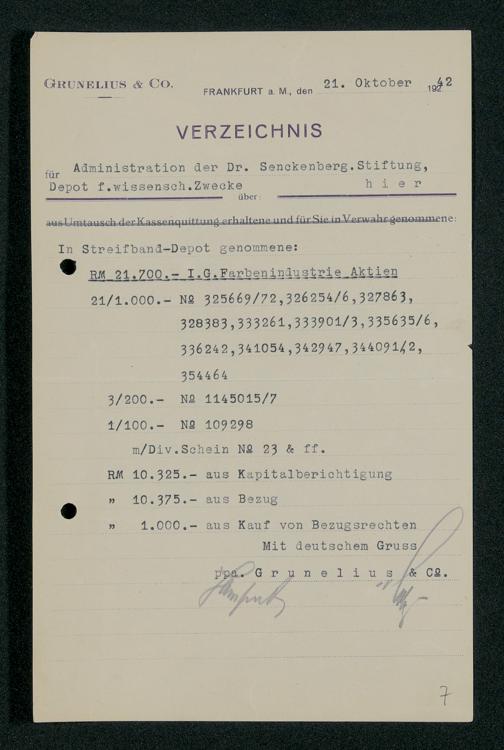 GRUNELIUS & CO.
FRANKFURT a. M., den 21. Oktober 1942
VERZEICHNIS
für Administration der Dr. Senckenberg.Stiftung,
Depot f.wissensch.Zwecke h i e r
über:
aus Umtausch der Kassenquittung erhaltene und für Sie in Verwahr genommene:
In Streifband-Depot genommene:
RM 21.700.- I.G.Farbenindustrie Aktien
21/1.000.- No 325669/72,326254/6,327863,
328383,333261,333901/3,335635/6,
336242,341054,342947,344091/2,
354464
3/200.- No 1145015/7
1/100.- No 109298
m/Div.Schein No 23 & ff.
RM 10.325.- aus Kapitalberichtigung
" 10.375.- aus Bezug
" 1.000.- aus Kauf von Bezugsrechten
Mit deutschem Gruss
ppa. G r u n e l i u s & Co.
7